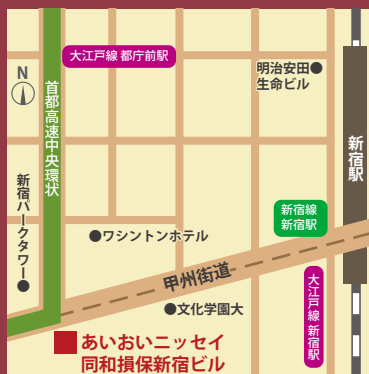 大江戸線 都庁前駅
明治安田●
生命ビル
N
首都高速中央環状
新宿駅
新宿パークタワー●
新宿線
新宿駅
●ワシントンホテル
甲州街道
大江戸線 新宿駅
●文化学園大
あいおいニッセイ
同和損保新宿ビル